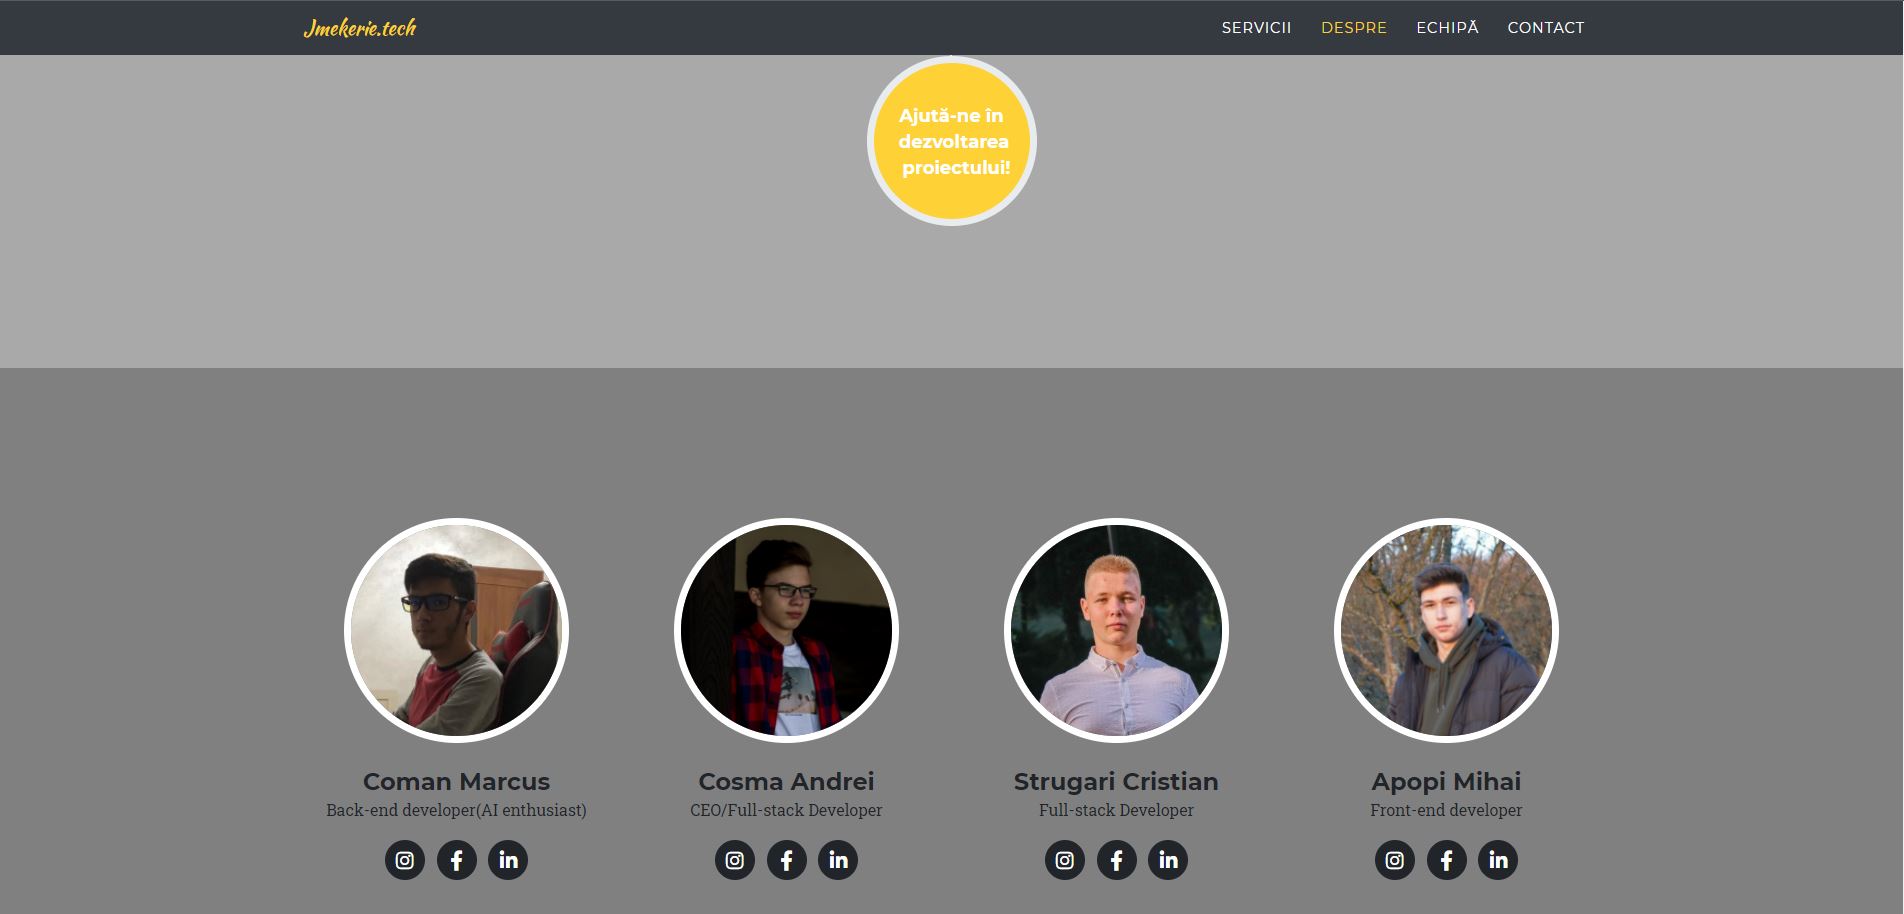 Jmekerie.tech
SERVICII DESPRE ECHIPĂ CONTACT
Ajută-ne în
dezvoltarea
proiectului!
Coman Marcus
Back-end developer(AI enthusiast)
Cosma Andrei
CEO/Full-stack Developer
Strugari Cristian
Full-stack Developer
Apopi Mihai
Front-end developer